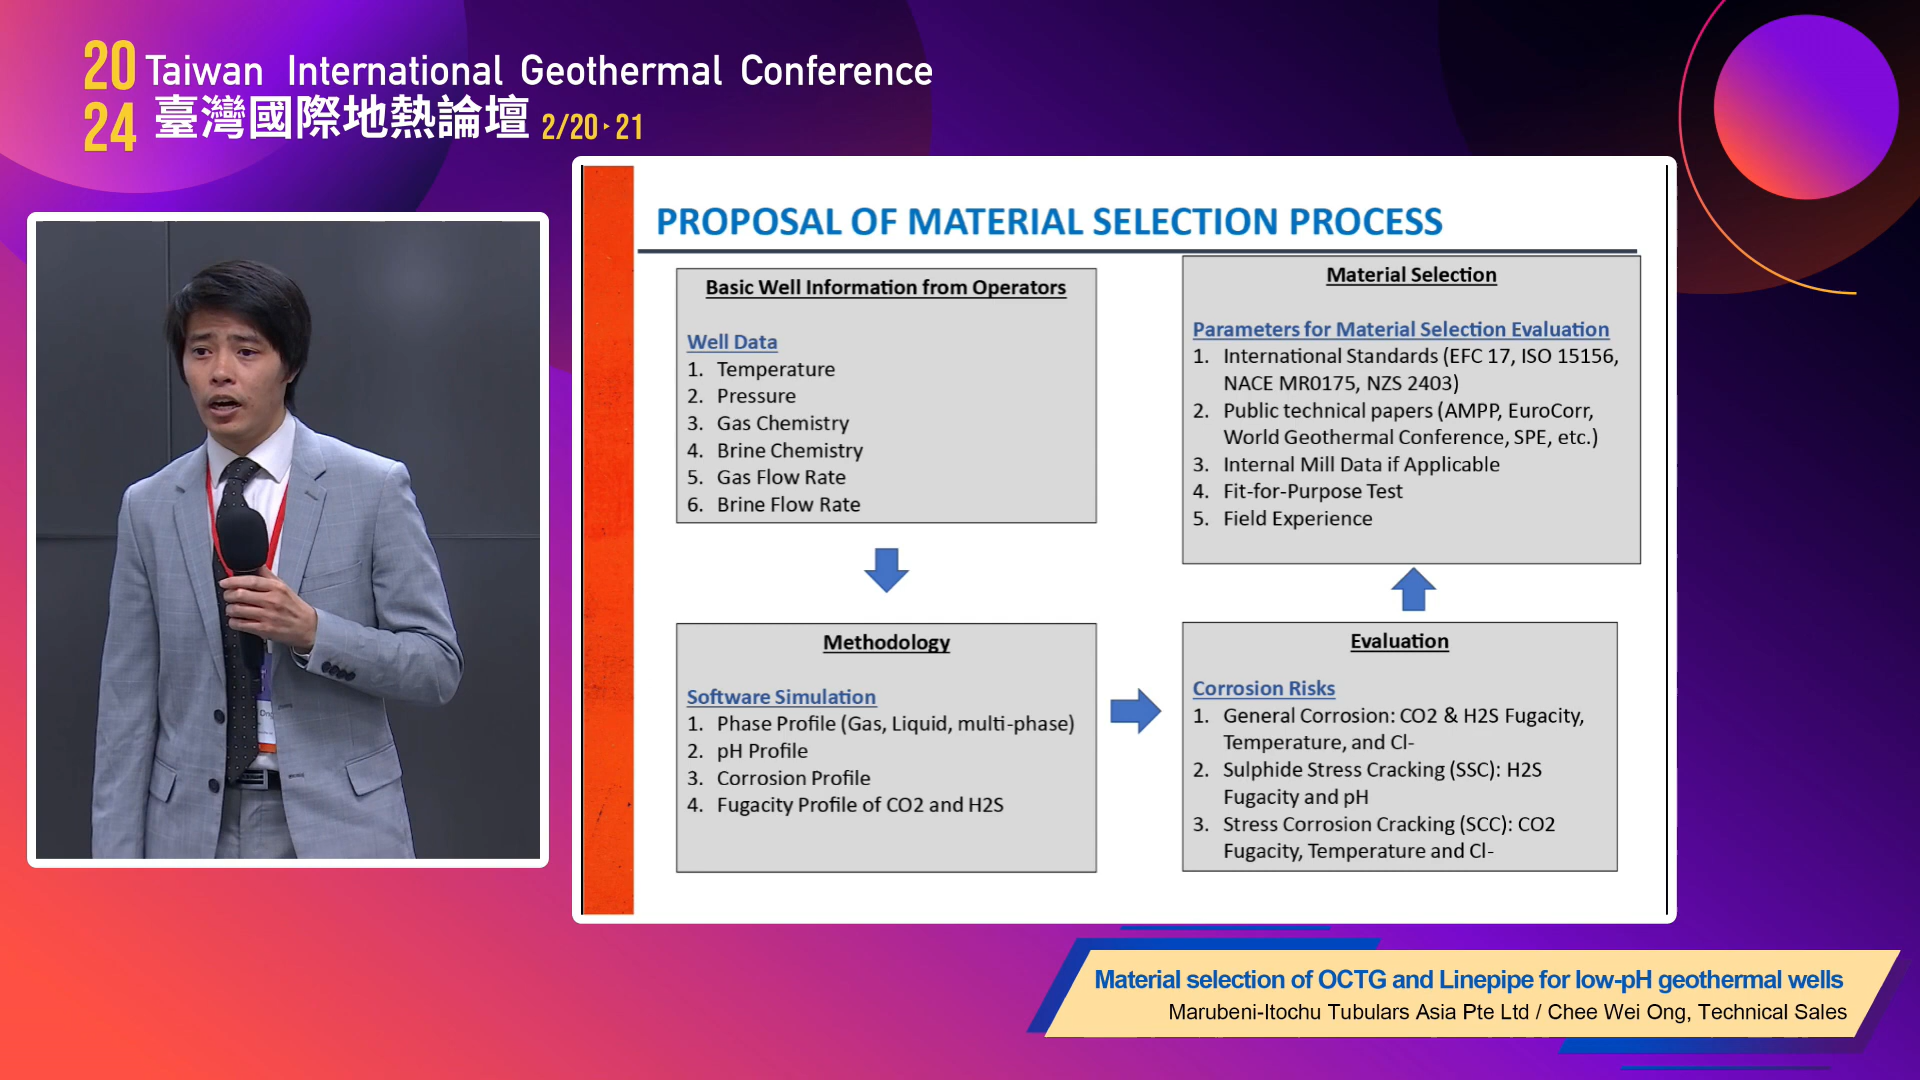 2024
Taiwan International Geothermal Conference
臺灣國際地熱論壇 2/20▸21
PROPOSAL OF MATERIAL SELECTION PROCESS
Basic Well Information from Operators
Well Data
1. Temperature
2. Pressure
3. Gas Chemistry
4. Brine Chemistry
5. Gas Flow Rate
6. Brine Flow Rate
Methodology
Software Simulation
1. Phase Profile (Gas, Liquid, multi-phase)
2. pH Profile
3. Corrosion Profile
4. Fugacity Profile of CO2 and H2S
Evaluation
Corrosion Risks
1. General Corrosion: CO2 & H2S Fugacity,
Temperature, and Cl-
2. Sulphide Stress Cracking (SSC): H2S
Fugacity and pH
3. Stress Corrosion Cracking (SCC): CO2
Fugacity, Temperature and Cl-
Material Selection
Parameters for Material Selection Evaluation
1. International Standards (EFC 17, ISO 15156,
NACE MR0175, NZS 2403)
2. Public technical papers (AMPP, EuroCorr,
World Geothermal Conference, SPE, etc.)
3. Internal Mill Data if Applicable
4. Fit-for-Purpose Test
5. Field Experience
Material selection of OCTG and Linepipe for low-pH geothermal wells
Marubeni-Itochu Tubulars Asia Pte Ltd / Chee Wei Ong, Technical Sales